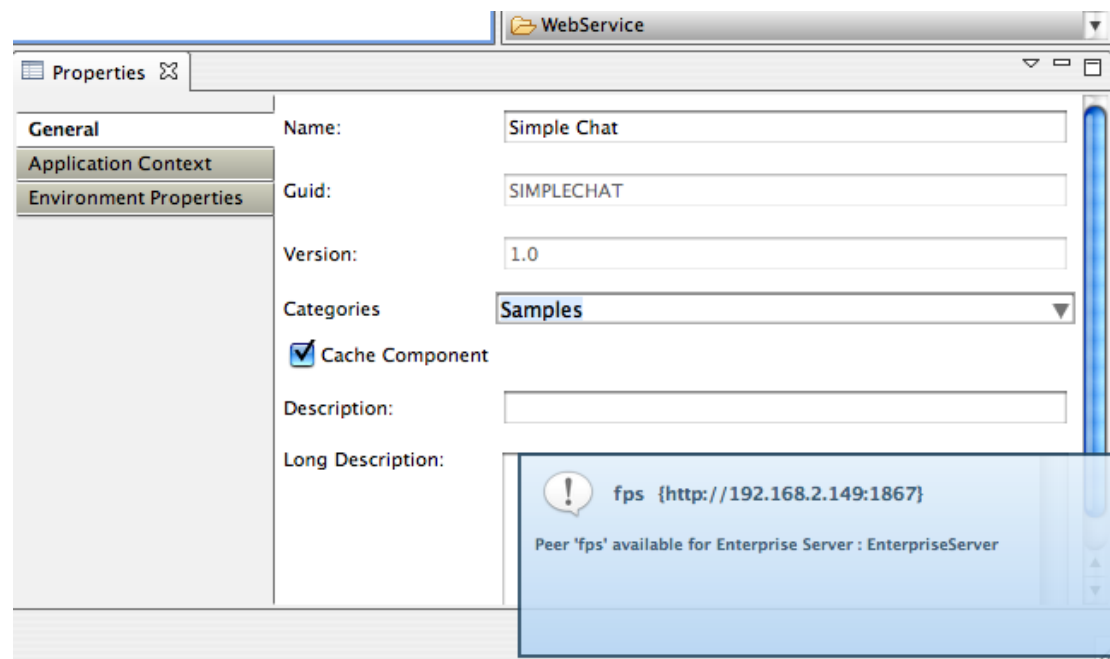 WebService
Properties
General
Application Context
Environment Properties
Name:
Simple Chat
Guid:
SIMPLECHAT
Version:
1.0
Categories
Samples
Cache Component
Description:
Long Description:
fps {http://192.168.2.149:1867}
Peer 'fps' available for Enterprise Server : EnterpriseServer